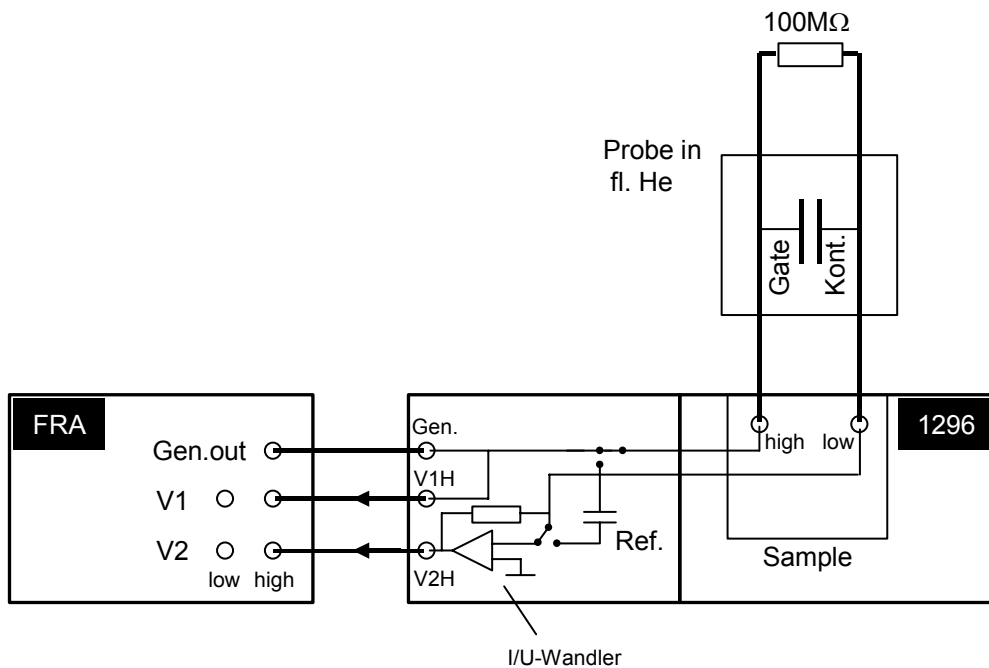 100MΩ
Probe in
fl. He
Gate
Kont.
FRA
1296
Gen.out
Gen.
high
low
V1
V1H
V2
Ref.
low
high
V2H
Sample
I/U-Wandler